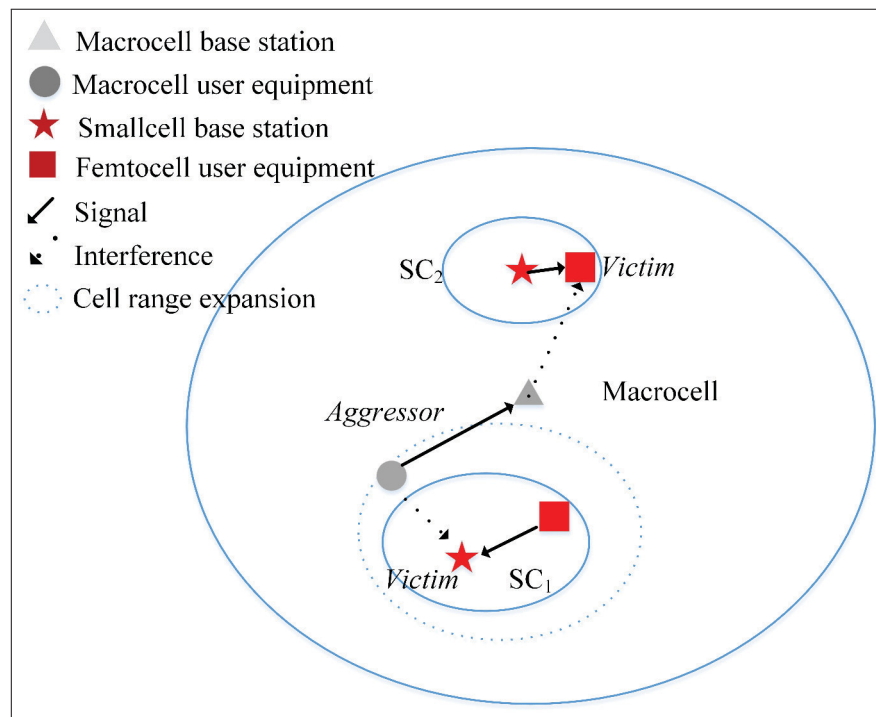 Macrocell base station
Macrocell user equipment
Smallcell base station
Femtocell user equipment
Signal
Interference
Cell range expansion
SC₂
Victim
Macrocell
Aggressor
Victim
SC₁